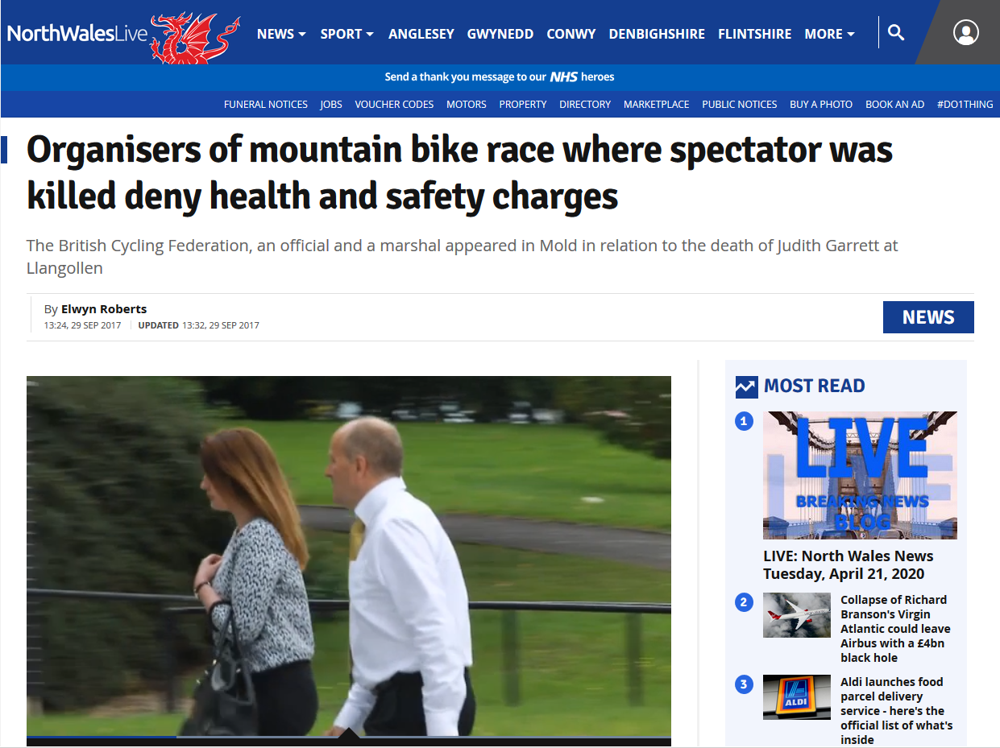 NorthWalesLive
NEWS
SPORT
ANGLESEY
GWYNEDD
CONWY
DENBIGHSHIRE
FLINTSHIRE
MORE
Send a thank you message to our NHS heroes
FUNERAL NOTICES
JOBS
VOUCHER CODES
MOTORS
PROPERTY
DIRECTORY
MARKETPLACE
PUBLIC NOTICES
BUY A PHOTO
BOOK AN AD
#DO1THING
Organisers of mountain bike race where spectator was
killed deny health and safety charges
The British Cycling Federation, an official and a marshal appeared in Mold in relation to the death of Judith Garrett at
Llangollen
By Elwyn Roberts
13:24, 29 SEP 2017
UPDATED 13:32, 29 SEP 2017
NEWS
MOST READ
1
LIVE
BREAKING NEWS
BLOG
LIVE: North Wales News
Tuesday, April 21, 2020
2
Collapse of Richard
Branson's Virgin
Atlantic could leave
Airbus with a £4bn
black hole
3
ALDI
Aldi launches food
parcel delivery
service - here's the
official list of what's
inside